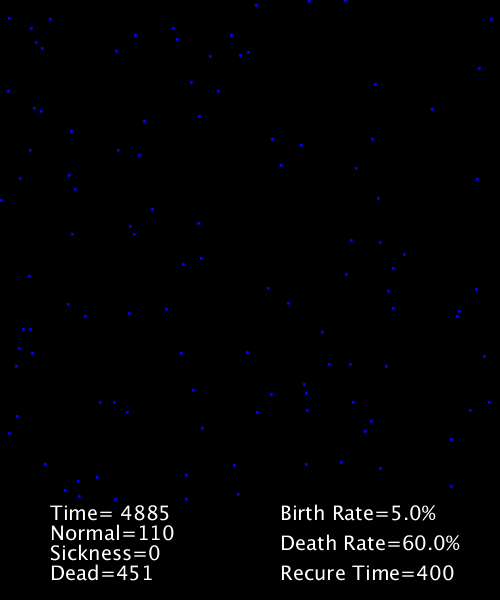 Time= 4885
Normal=110
Sickness=0
Dead=451
Birth Rate=5.0%
Death Rate=60.0%
Recure Time=400